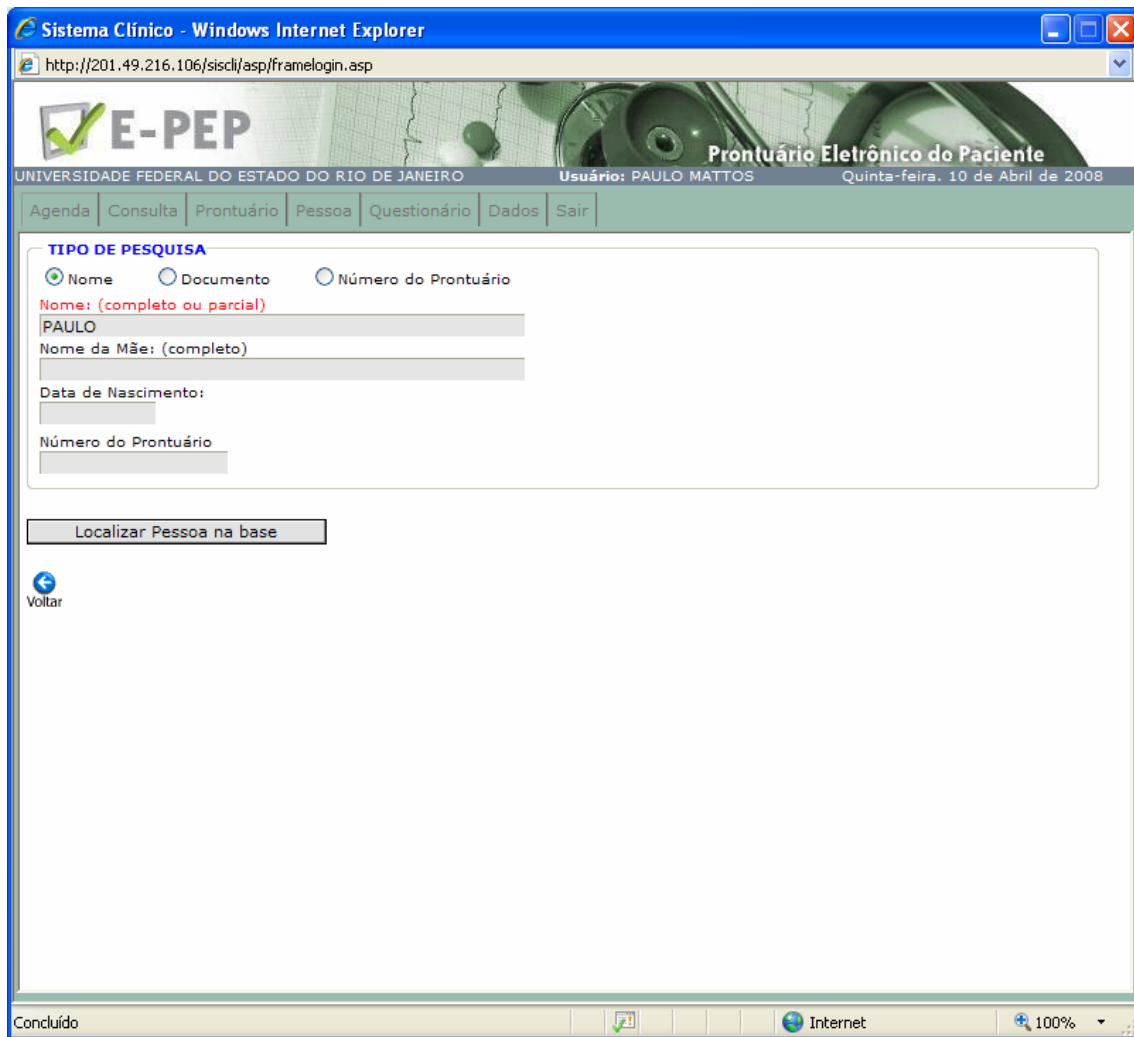 Sistema Clínico - Windows Internet Explorer
http://201.49.216.106/siscli/asp/framelogin.asp
E-PEP
Prontuário Eletrônico do Paciente
UNIVERSIDADE FEDERAL DO ESTADO DO RIO DE JANEIRO Usuário: PAULO MATTOS Quinta-feira. 10 de Abril de 2008
Agenda Consulta Prontuário Pessoa Questionário Dados Sair
TIPO DE PESQUISA
Nome Documento Número do Prontuário
Nome: (completo ou parcial)
PAULO
Nome da Mãe: (completo)
Data de Nascimento:
Número do Prontuário
Localizar Pessoa na base
Voltar
Concluído Internet 100%